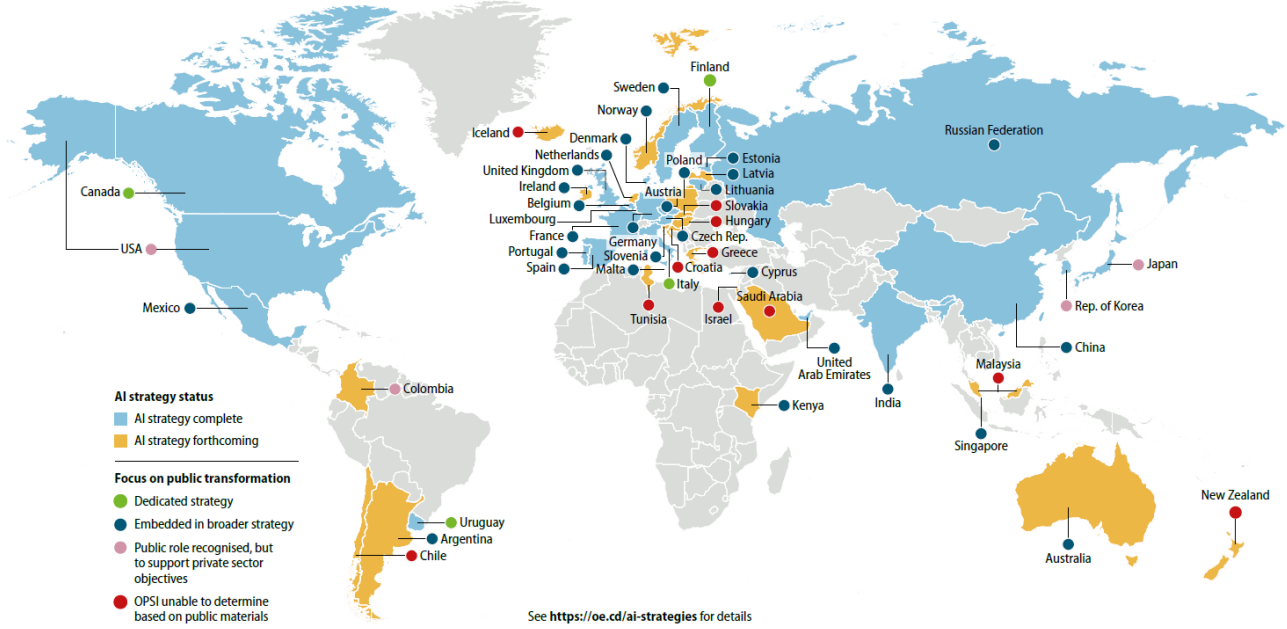 Finland
Sweden
Norway
Iceland
Denmark
Russian Federation
Netherlands
Poland
Estonia
United Kingdom
Latvia
Canada
Ireland
Austria
Lithuania
Belgium
Slovakia
Luxembourg
Hungary
France
Germany
Czech Rep.
USA
Portugal
Slovenia
Greece
Spain
Malta
Croatia
Cyprus
Japan
Italy
Saudi Arabia
Mexico
Tunisia
Israel
Rep. of Korea
United
Arab Emirates
China
Malaysia
Colombia
India
Kenya
Singapore
AI strategy status
AI strategy complete
AI strategy forthcoming
Focus on public transformation
Dedicated strategy
Embedded in broader strategy
Public role recognised, but
to support private sector
objectives
OPSI unable to determine
based on public materials
Uruguay
Argentina
Chile
New Zealand
Australia
See https://oe.cd/ai-strategies for details